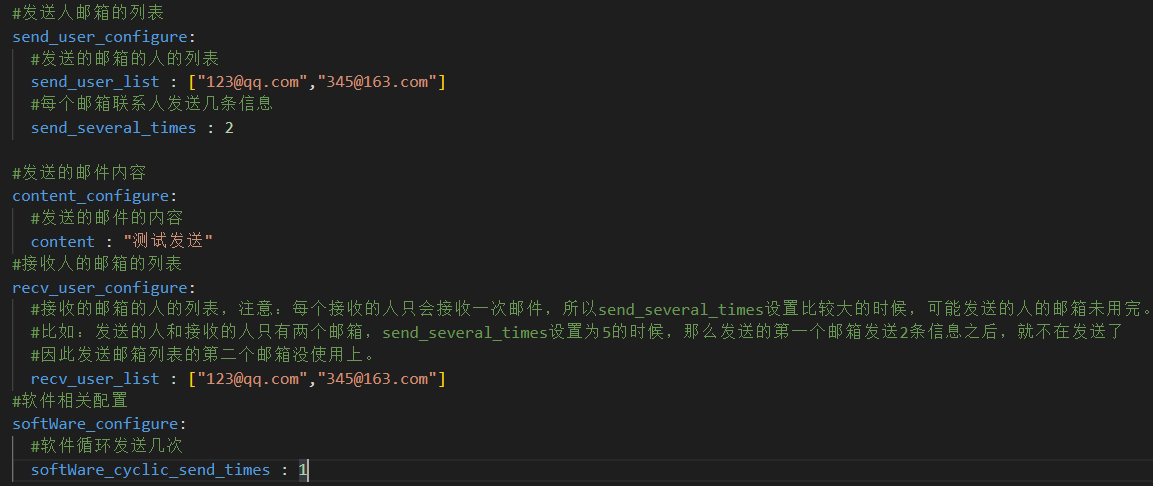 #发送人邮箱的列表
send_user_configure:
#发送的邮箱的人的列表
send_user_list : ["123@qq.com","345@163.com"]
#每个邮箱联系人发送几条信息
send_several_times : 2
#发送的邮件内容
content_configure:
#发送的邮件的内容
content : "测试发送"
#接收人的邮箱的列表
recv_user_configure:
#接收的邮箱的人的列表，注意：每个接收的人只会接收一次邮件，所以send_several_times设置比较大的时候，可能发送的人的邮箱未用完。
#比如：发送的人和接收的人只有两个邮箱，send_several_times设置为5的时候，那么发送的第一个邮箱发送2条信息之后，就不在发送了
#因此发送邮箱列表的第二个邮箱没使用上。
recv_user_list : ["123@qq.com","345@163.com"]
#软件相关配置
softWare_configure:
#软件循环发送几次
softWare_cyclic_send_times : 1